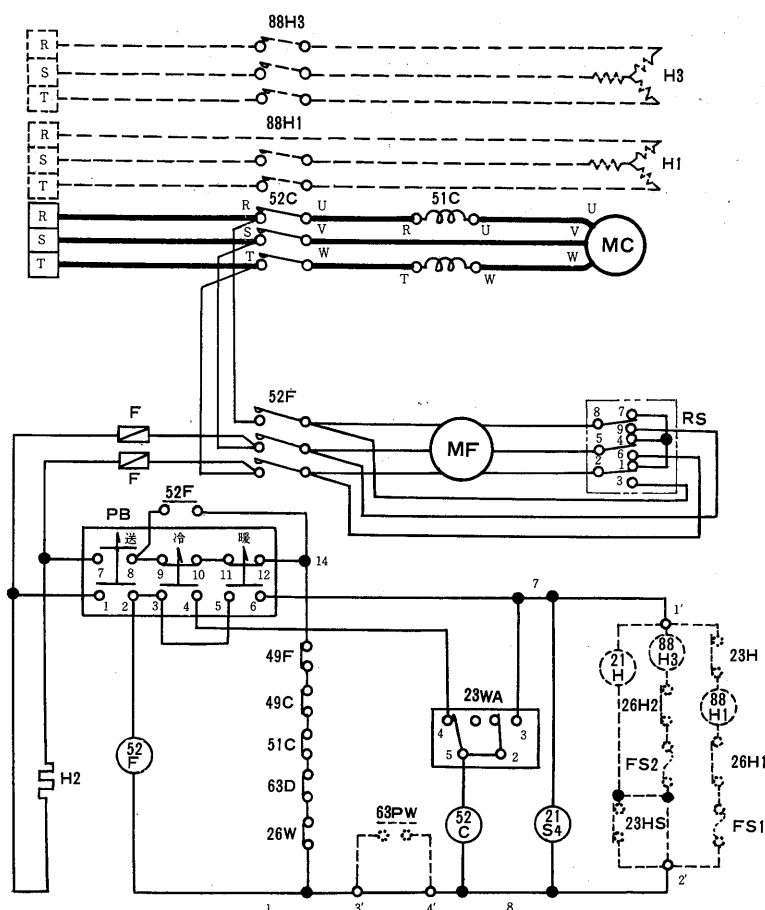 88H3
R
S
T
H3
88H1
R
S
T
H1
R 52C U 51C U
R
S V R U V MC
S
T W T W W
T
52F
F
F
MF
8 7 RS
9
5 4
6
2 1
3
52F
PB
送 冷 暖
7 8 9 10 11 12 14
1 2 3 4 5 6 7
1'
49F
49C
51C
63D
26W
23WA
4 3
5 2
21
H
88
H3
23H
26H2
88
H1
FS2
26H1
23HS
FS1
H2
52
F
63PW
52
C
21
S4
1 3' 4' 8 2'